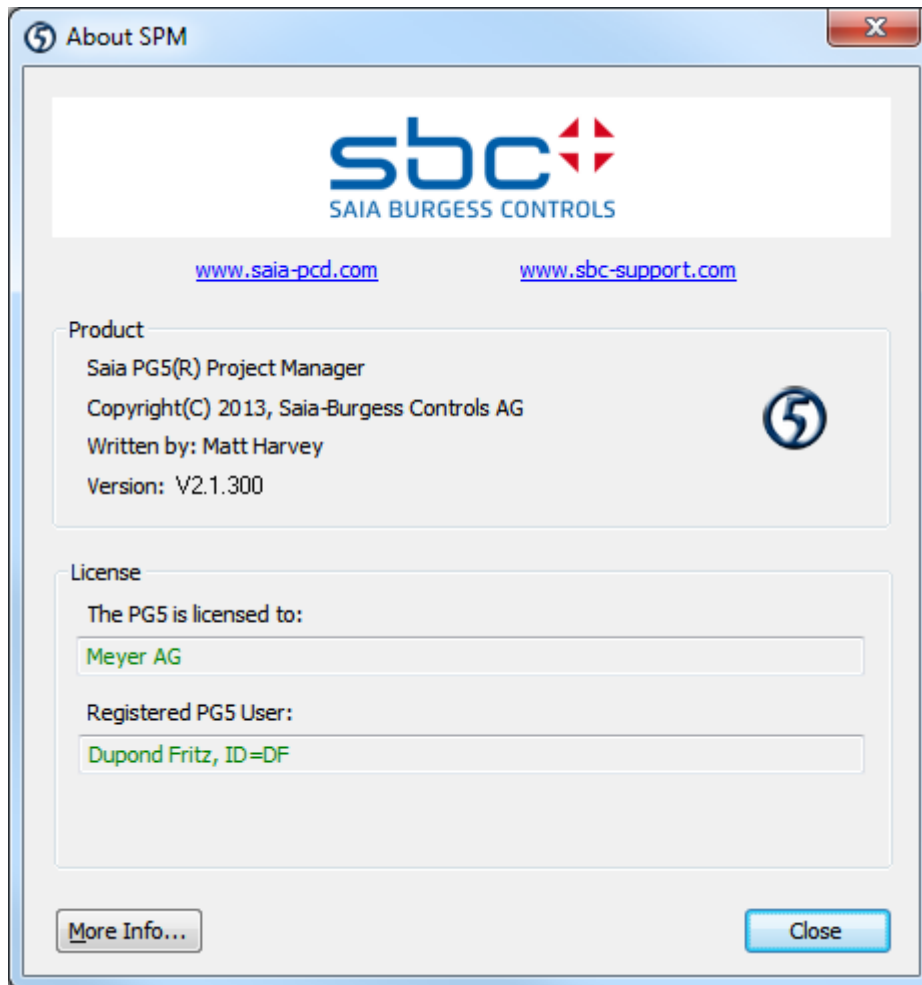 About SPM
sbc
SAIA BURGESS CONTROLS
www.saia-pcd.com www.sbc-support.com
Product
Saia PG5(R) Project Manager
Copyright(C) 2013, Saia-Burgess Controls AG
Written by: Matt Harvey
Version: V2.1.300
5
License
The PG5 is licensed to:
Meyer AG
Registered PG5 User:
Dupond Fritz, ID=DF
More Info... Close